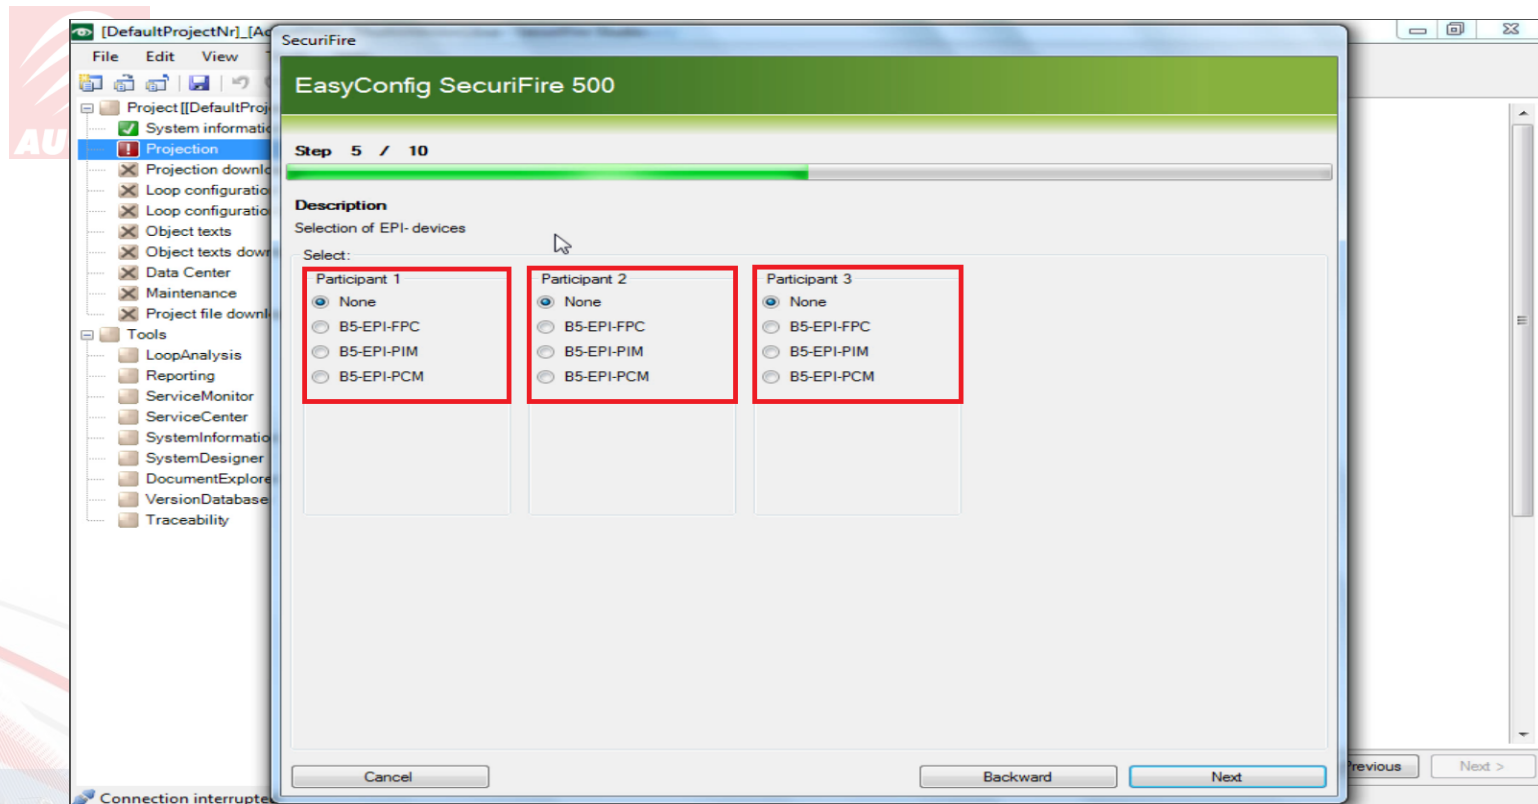 AU
[DefaultProjectNr]_[Ac
File Edit View
Project [[DefaultProj
System informatio
Projection
Projection downlo
Loop configuratio
Loop configuratio
Object texts
Object texts down
Data Center
Maintenance
Project file downl
Tools
LoopAnalysis
Reporting
ServiceMonitor
ServiceCenter
SystemInformatio
SystemDesigner
DocumentExplore
VersionDatabase
Traceability
Connection interrupte
SecuriFire
EasyConfig SecuriFire 500
Step 5 / 10
Description
Selection of EPI- devices
Select:
Participant 1
None
B5-EPI-FPC
B5-EPI-PIM
B5-EPI-PCM
Participant 2
None
B5-EPI-FPC
B5-EPI-PIM
B5-EPI-PCM
Participant 3
None
B5-EPI-FPC
B5-EPI-PIM
B5-EPI-PCM
Cancel Backward Next
Previous Next >